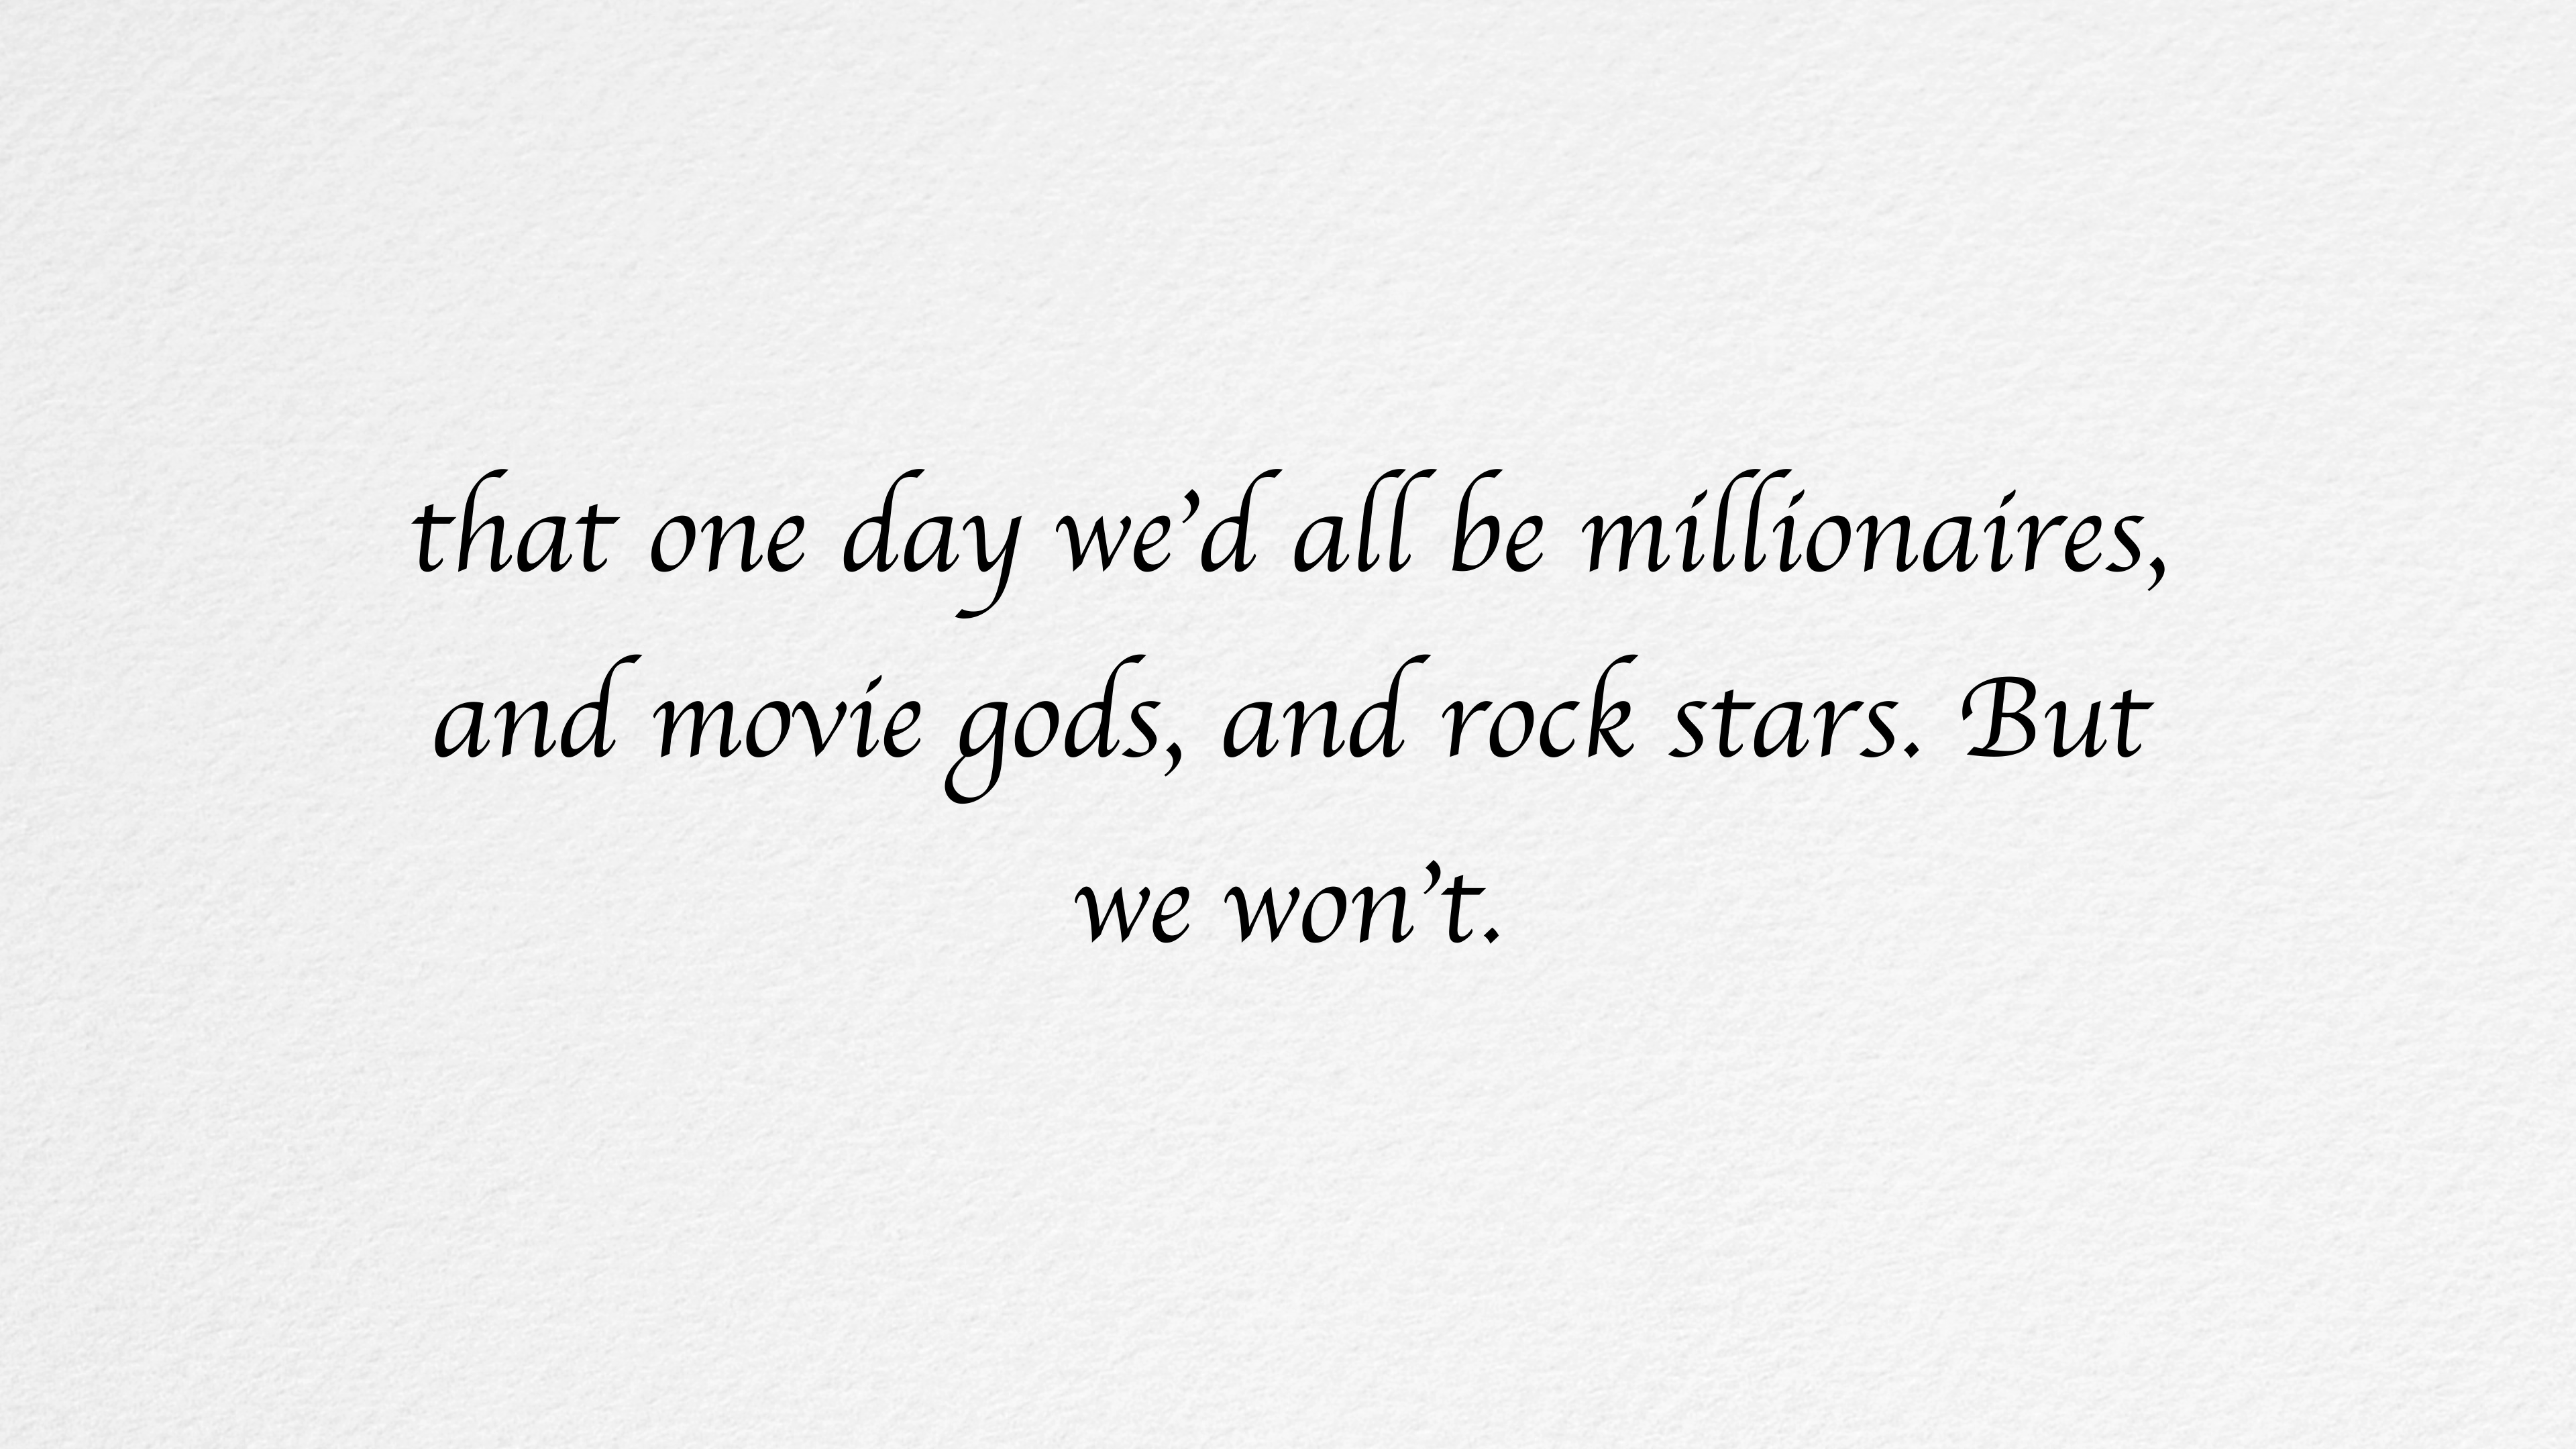 that one day we’d all be millionaires,
and movie gods, and rock stars. But
we won’t.